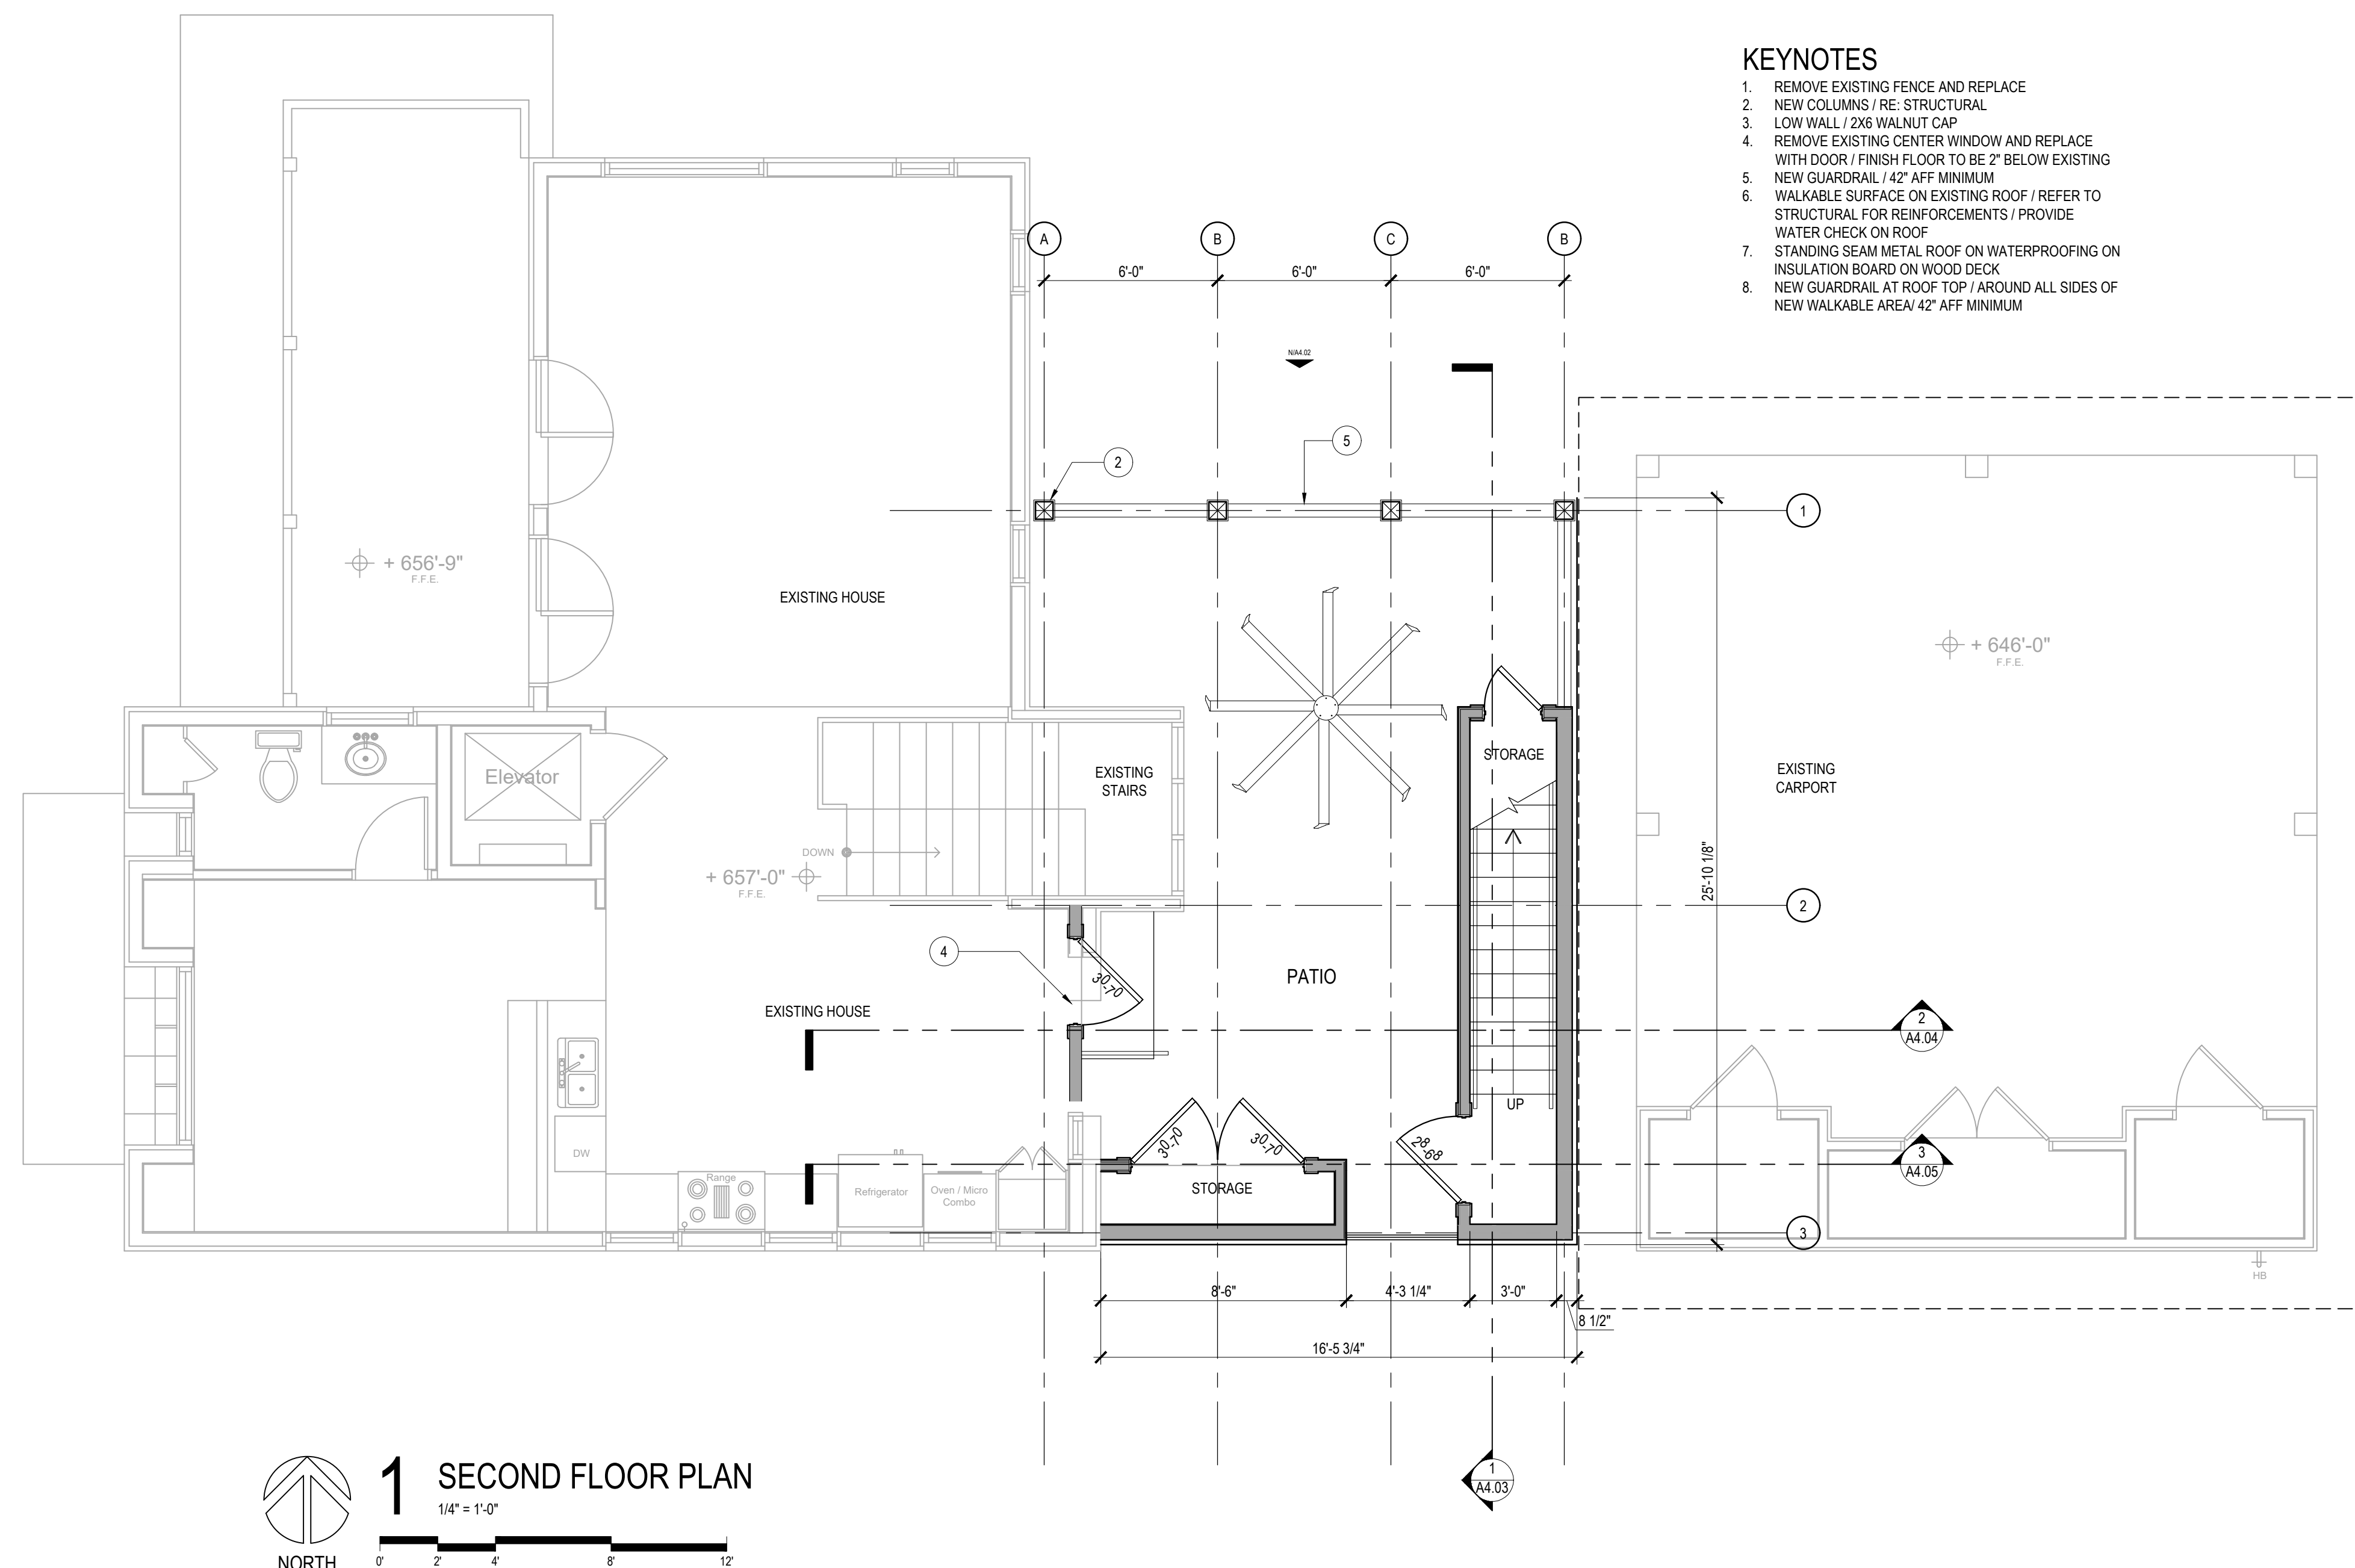 KEYNOTES
1. REMOVE EXISTING FENCE AND REPLACE
2. NEW COLUMNS / RE: STRUCTURAL
3. LOW WALL / 2X6 WALNUT CAP
4. REMOVE EXISTING CENTER WINDOW AND REPLACE
WITH DOOR / FINISH FLOOR TO BE 2" BELOW EXISTING
5. NEW GUARDRAIL / 42" AFF MINIMUM
6. WALKABLE SURFACE ON EXISTING ROOF / REFER TO
STRUCTURAL FOR REINFORCEMENTS / PROVIDE
WATER CHECK ON ROOF
7. STANDING SEAM METAL ROOF ON WATERPROOFING ON
INSULATION BOARD ON WOOD DECK
8. NEW GUARDRAIL AT ROOF TOP / AROUND ALL SIDES OF
NEW WALKABLE AREA/ 42" AFF MINIMUM
A
B
C
B
6'-0"
6'-0"
6'-0"
N/A4.02
5
2
1
+ 656'-9"
F.F.E.
EXISTING HOUSE
+ 646'-0"
F.F.E.
STORAGE
Elevator
EXISTING
STAIRS
EXISTING
CARPORT
DOWN
+ 657'-0"
F.F.E.
25'-10 1/8"
2
4
PATIO
30-70
EXISTING HOUSE
2
A4.04
UP
30-70
30-70
28-68
DW
3
A4.05
Range
Refrigerator
Oven / Micro
Combo
STORAGE
3
HB
8'-6"
4'-3 1/4"
3'-0"
8 1/2"
16'-5 3/4"
1
A4.03
1
SECOND FLOOR PLAN
1/4" = 1'-0"
NORTH
0'
2'
4'
8'
12'